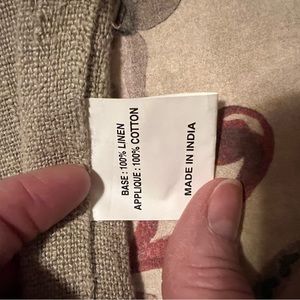 BASE : 100% LINEN
APPLIQUE : 100% COTTON
MADE IN INDIA